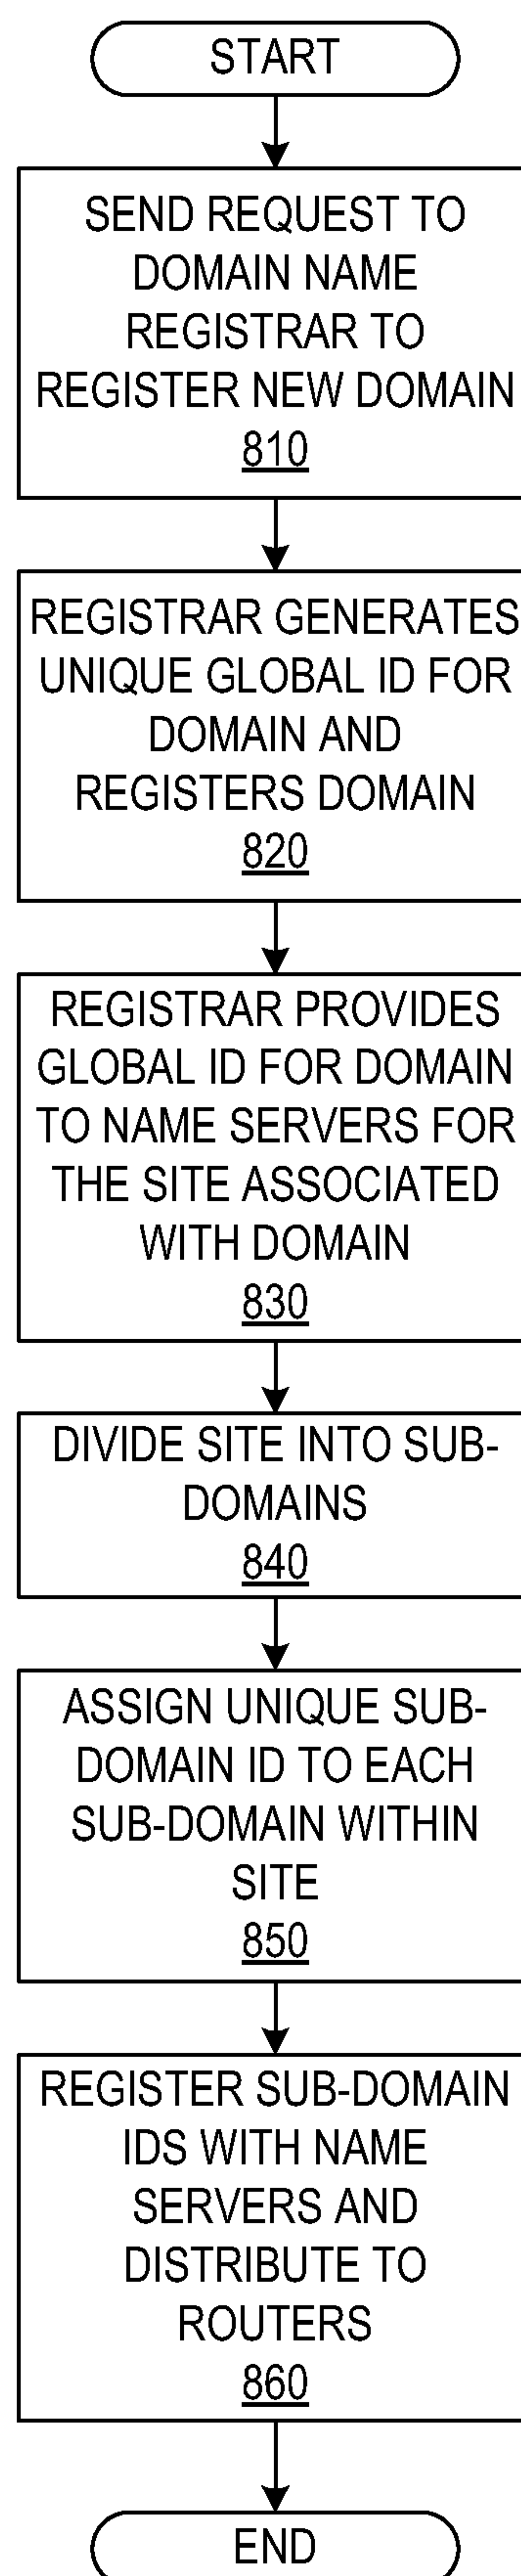 START
SEND REQUEST TO
DOMAIN NAME
REGISTRAR TO
REGISTER NEW DOMAIN
810
REGISTRAR GENERATES
UNIQUE GLOBAL ID FOR
DOMAIN AND
REGISTERS DOMAIN
820
REGISTRAR PROVIDES
GLOBAL ID FOR DOMAIN
TO NAME SERVERS FOR
THE SITE ASSOCIATED
WITH DOMAIN
830
DIVIDE SITE INTO SUB-
DOMAINS
840
ASSIGN UNIQUE SUB-
DOMAIN ID TO EACH
SUB-DOMAIN WITHIN
SITE
850
REGISTER SUB-DOMAIN
IDS WITH NAME
SERVERS AND
DISTRIBUTE TO
ROUTERS
860
END